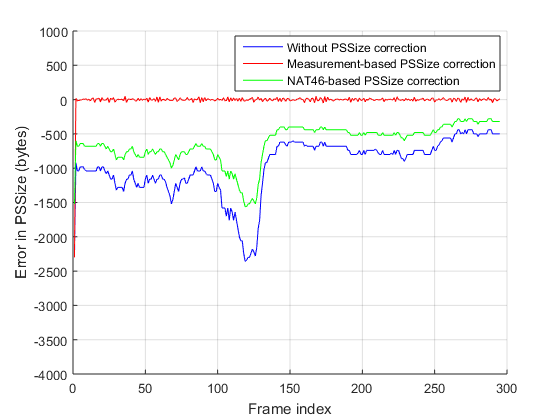 Without PSSize correction
Measurement-based PSSize correction
NAT46-based PSSize correction
1000
500
0
-500
-1000
-1500
-2000
-2500
-3000
-3500
-4000
Error in PSSize (bytes)
0 50 100 150 200 250 300
Frame index